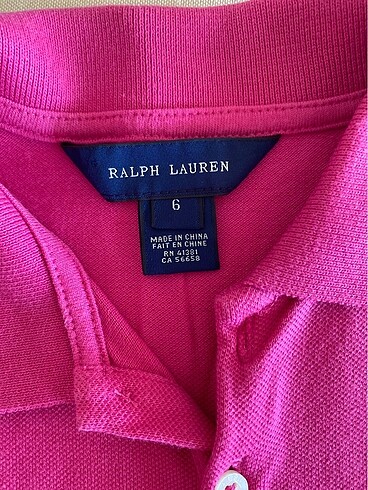 RALPH LAUREN
6
MADE IN CHINA
FAIT EN CHINE
RN 41381
CA 56658